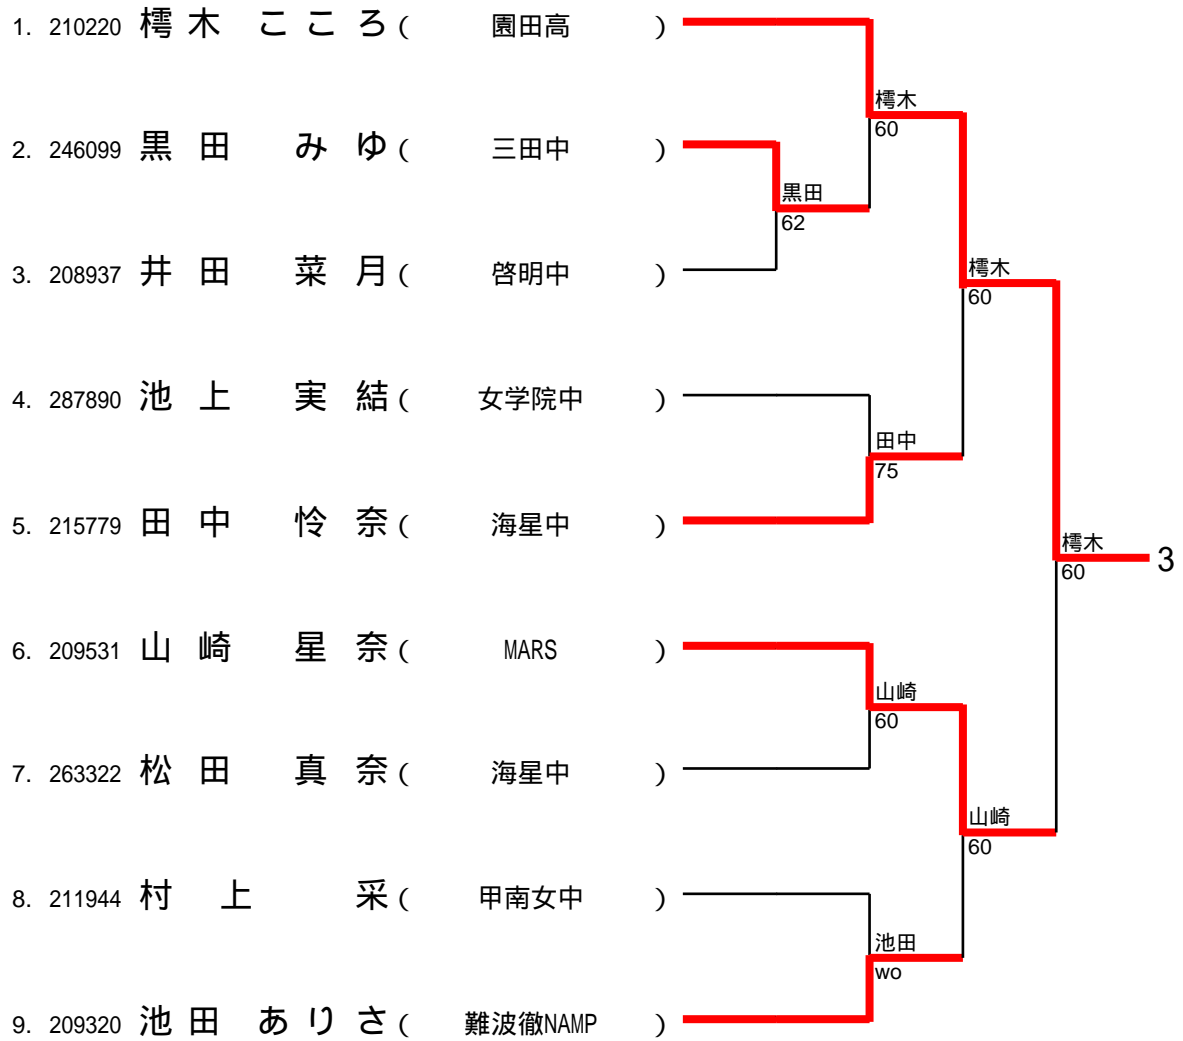 1. 210220 樗木 こころ( 園田高 )
樗木
60
2. 246099 黒田 みゆ( 三田中 )
黒田
62
3. 208937 井田 菜月( 啓明中 )
樗木
60
4. 287890 池上 実結( 女学院中 )
田中
75
5. 215779 田中 怜奈( 海星中 )
樗木
60
3
6. 209531 山崎 星奈( MARS )
山崎
60
7. 263322 松田 真奈( 海星中 )
山崎
60
8. 211944 村上 采( 甲南女中 )
池田
wo
9. 209320 池田 ありさ( 難波徹NAMP )